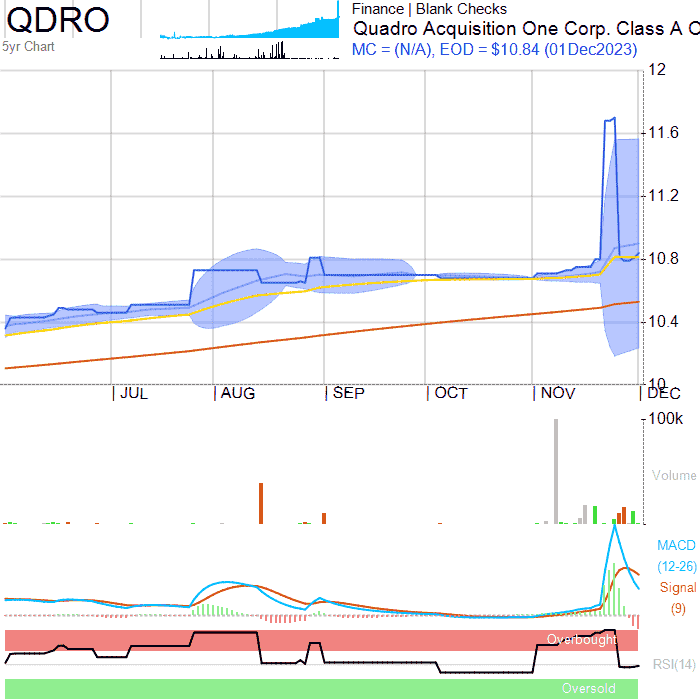 QDRO
5yr Chart
Finance | Blank Checks
Quadro Acquisition One Corp. Class A O
MC = (N/A), EOD = $10.84 (01Dec2023)
12
11.6
11.2
10.8
10.4
10
JUL AUG SEP OCT NOV DEC
100k
Volume
MACD
(12-26)
Signal
(9)
Overbought
RSI(14)
Oversold